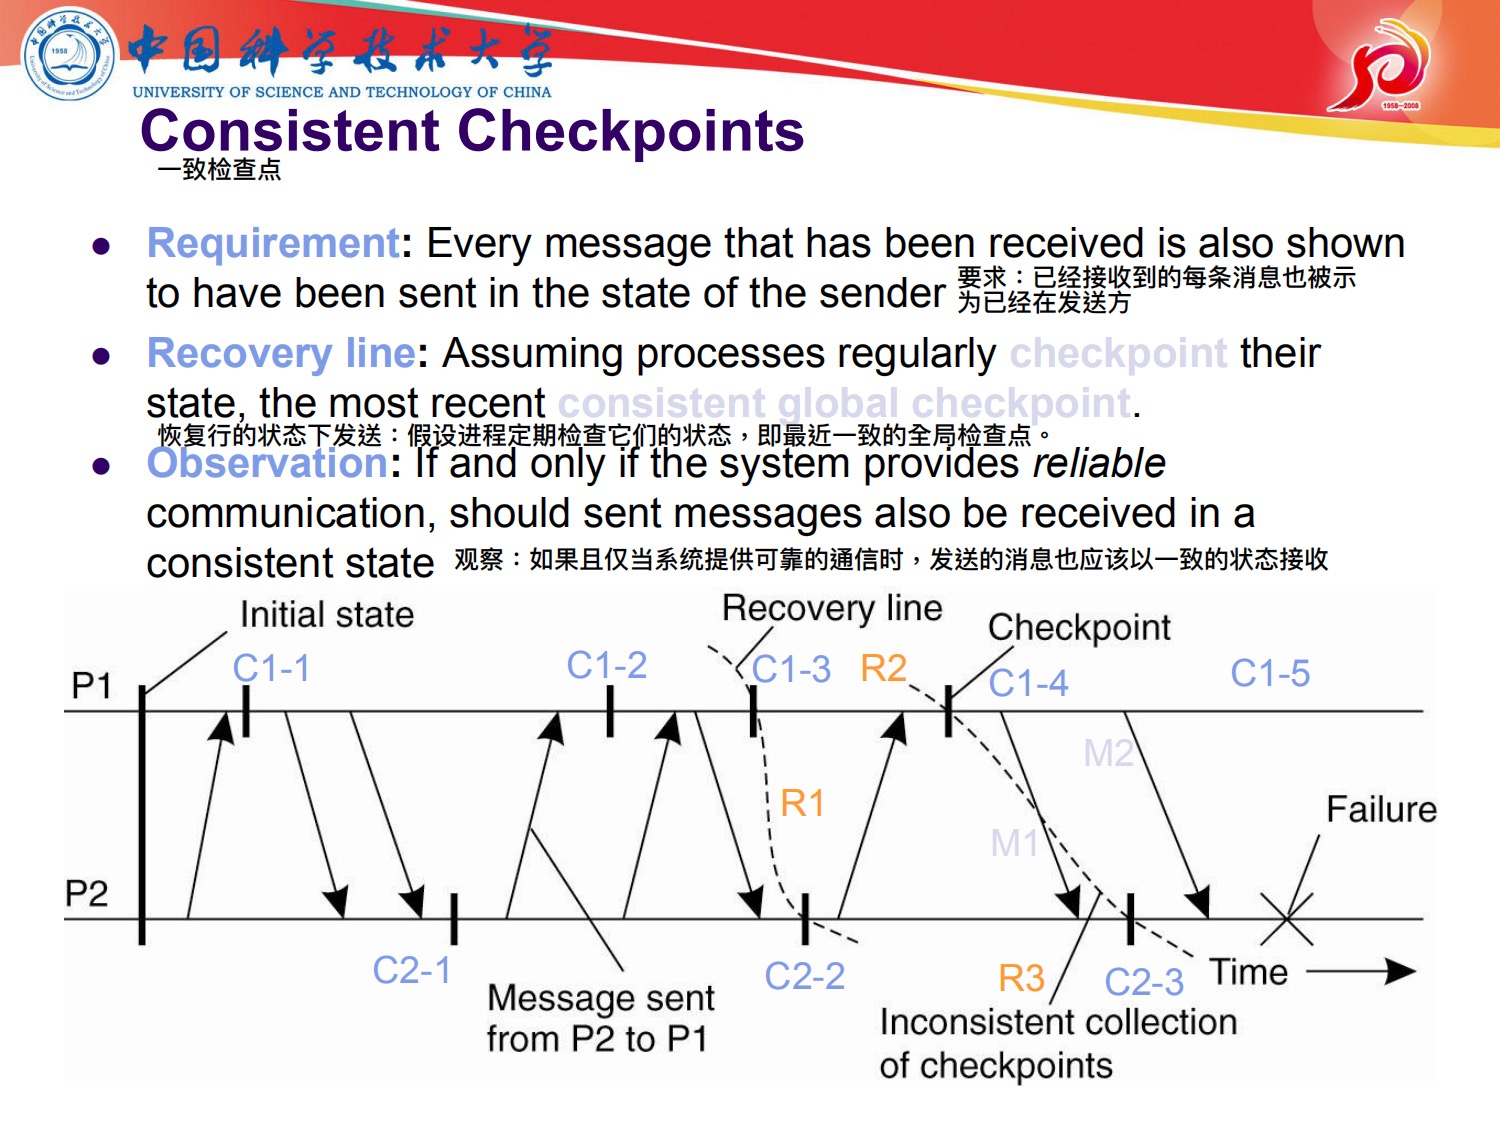 中国科学技术大学
UNIVERSITY OF SCIENCE AND TECHNOLOGY OF CHINA
1958
1958—2008
Consistent Checkpoints
一致检查点
Requirement: Every message that has been received is also shown
to have been sent in the state of the sender
要求：已经接收到的每条消息也被示
为已经在发送方
Recovery line: Assuming processes regularly checkpoint their
state, the most recent consistent global checkpoint.
恢复行的状态下发送：假设进程定期检查它们的状态，即最近一致的全局检查点。
Observation: If and only if the system provides reliable
communication, should sent messages also be received in a
consistent state
观察：如果且仅当系统提供可靠的通信时，发送的消息也应该以一致的状态接收
Initial state
Recovery line
Checkpoint
P1
C1-1
C1-2
C1-3
R2
C1-4
C1-5
M2
R1
M1
Failure
P2
C2-1
C2-2
R3
C2-3
Time
Message sent
from P2 to P1
Inconsistent collection
of checkpoints